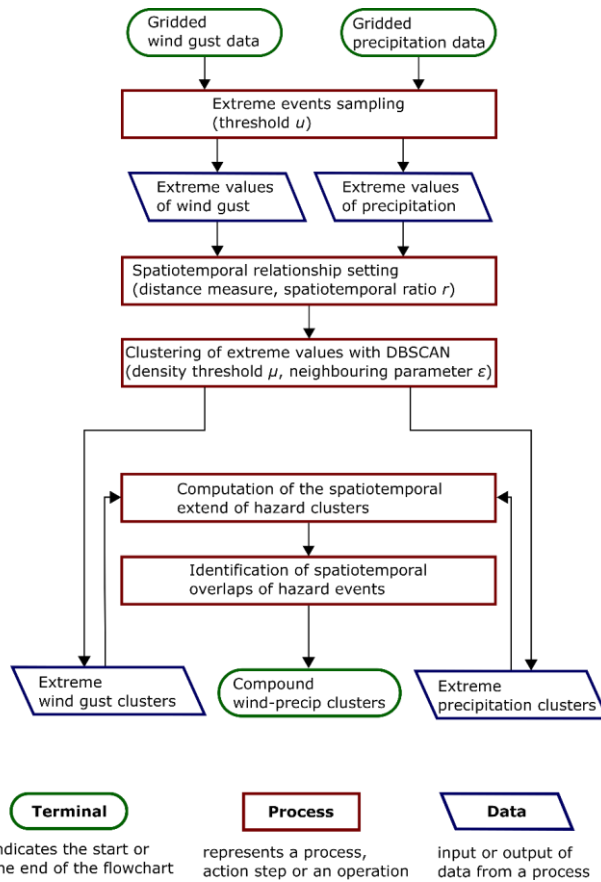 Gridded
wind gust data
Gridded
precipitation data
Extreme events sampling
(threshold u)
Extreme values
of wind gust
Extreme values
of precipitation
Spatiotemporal relationship setting
(distance measure, spatiotemporal ratio r)
Clustering of extreme values with DBSCAN
(density threshold μ, neighbouring parameter ε)
Computation of the spatiotemporal
extend of hazard clusters
Identification of spatiotemporal
overlaps of hazard events
Extreme
wind gust clusters
Compound
wind-precip clusters
Extreme
precipitation clusters
Terminal
ndicates the start or
he end of the flowchart
Process
represents a process,
action step or an operation
Data
input or output of
data from a process